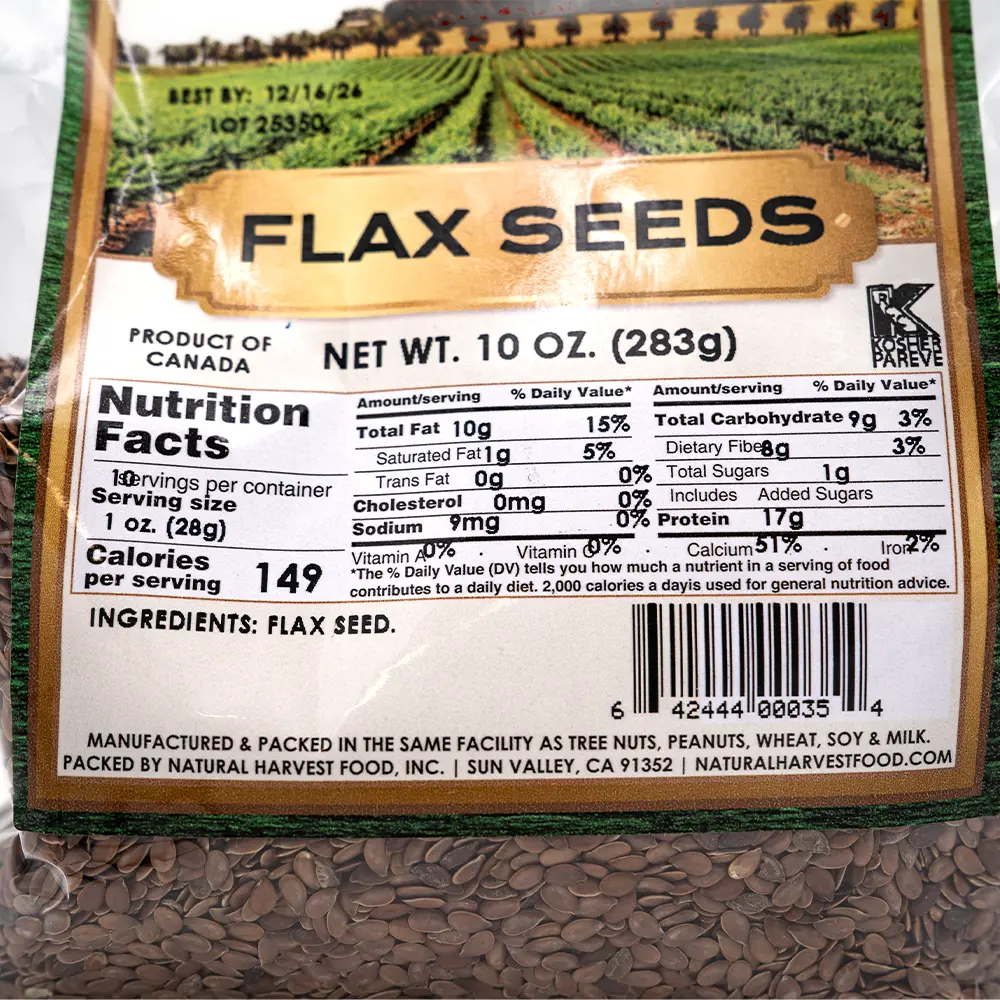 BEST BY: 12/16/26
LOT 25350
FLAX SEEDS
PRODUCT OF
CANADA
NET WT. 10 OZ. (283g)
K
KOSHER
PAREVE
Nutrition
Facts
10 servings per container
Serving size
1 oz. (28g)
Calories
per serving 149
Amount/serving % Daily Value*
Total Fat 10g 15%
Saturated Fat 1g 5%
Trans Fat 0g 0%
Cholesterol 0mg 0%
Sodium 9mg 0%
Amount/serving % Daily Value*
Total Carbohydrate 9g 3%
Dietary Fiber 8g 3%
Total Sugars 1g
Includes Added Sugars
Protein 17g
Vitamin A 0% · Vitamin C 0% · Calcium 51% · Iron 2%
*The % Daily Value (DV) tells you how much a nutrient in a serving of food
contributes to a daily diet. 2,000 calories a dayis used for general nutrition advice.
INGREDIENTS: FLAX SEED.
6 42444 00035 4
MANUFACTURED & PACKED IN THE SAME FACILITY AS TREE NUTS, PEANUTS, WHEAT, SOY & MILK.
PACKED BY NATURAL HARVEST FOOD, INC. | SUN VALLEY, CA 91352 | NATURALHARVESTFOOD.COM